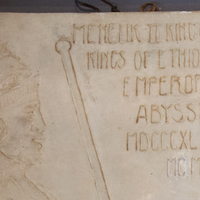 MENELIK II KING
KINGS OF ETHIO
EMPEROR
ABYSS
MDCCCXL
MCM